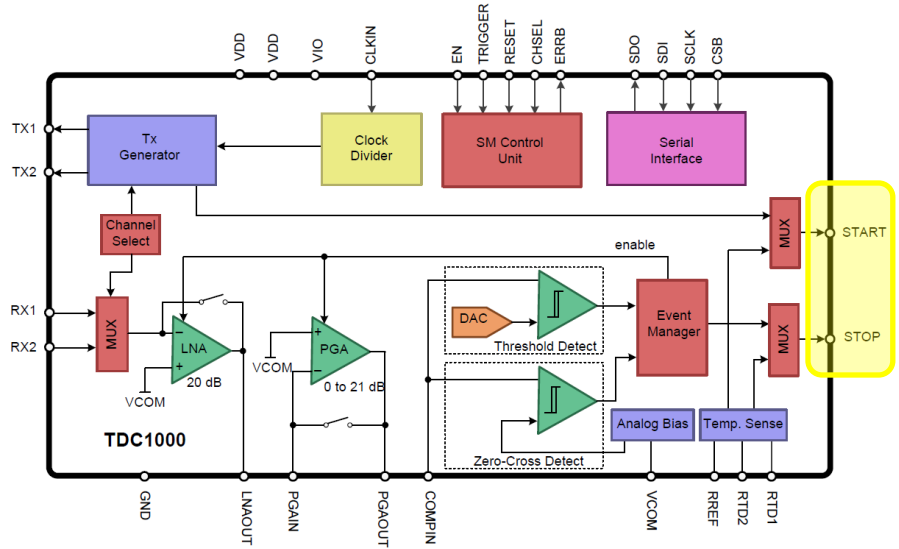 VDD
VDD
VIO
CLKIN
EN
TRIGGER
RESET
CHSEL
ERRB
SDO
SDI
SCLK
CSB
TX1
TX2
Tx
Generator
Clock
Divider
SM Control
Unit
Serial
Interface
Channel
Select
MUX
START
enable
RX1
RX2
MUX
LNA
20 dB
VCOM
VCOM
PGA
0 to 21 dB
DAC
Threshold Detect
Event
Manager
MUX
STOP
Zero-Cross Detect
Analog Bias
Temp. Sense
TDC1000
GND
LNAOUT
PGAIN
PGAOUT
COMPIN
VCOM
RREF
RTD2
RTD1